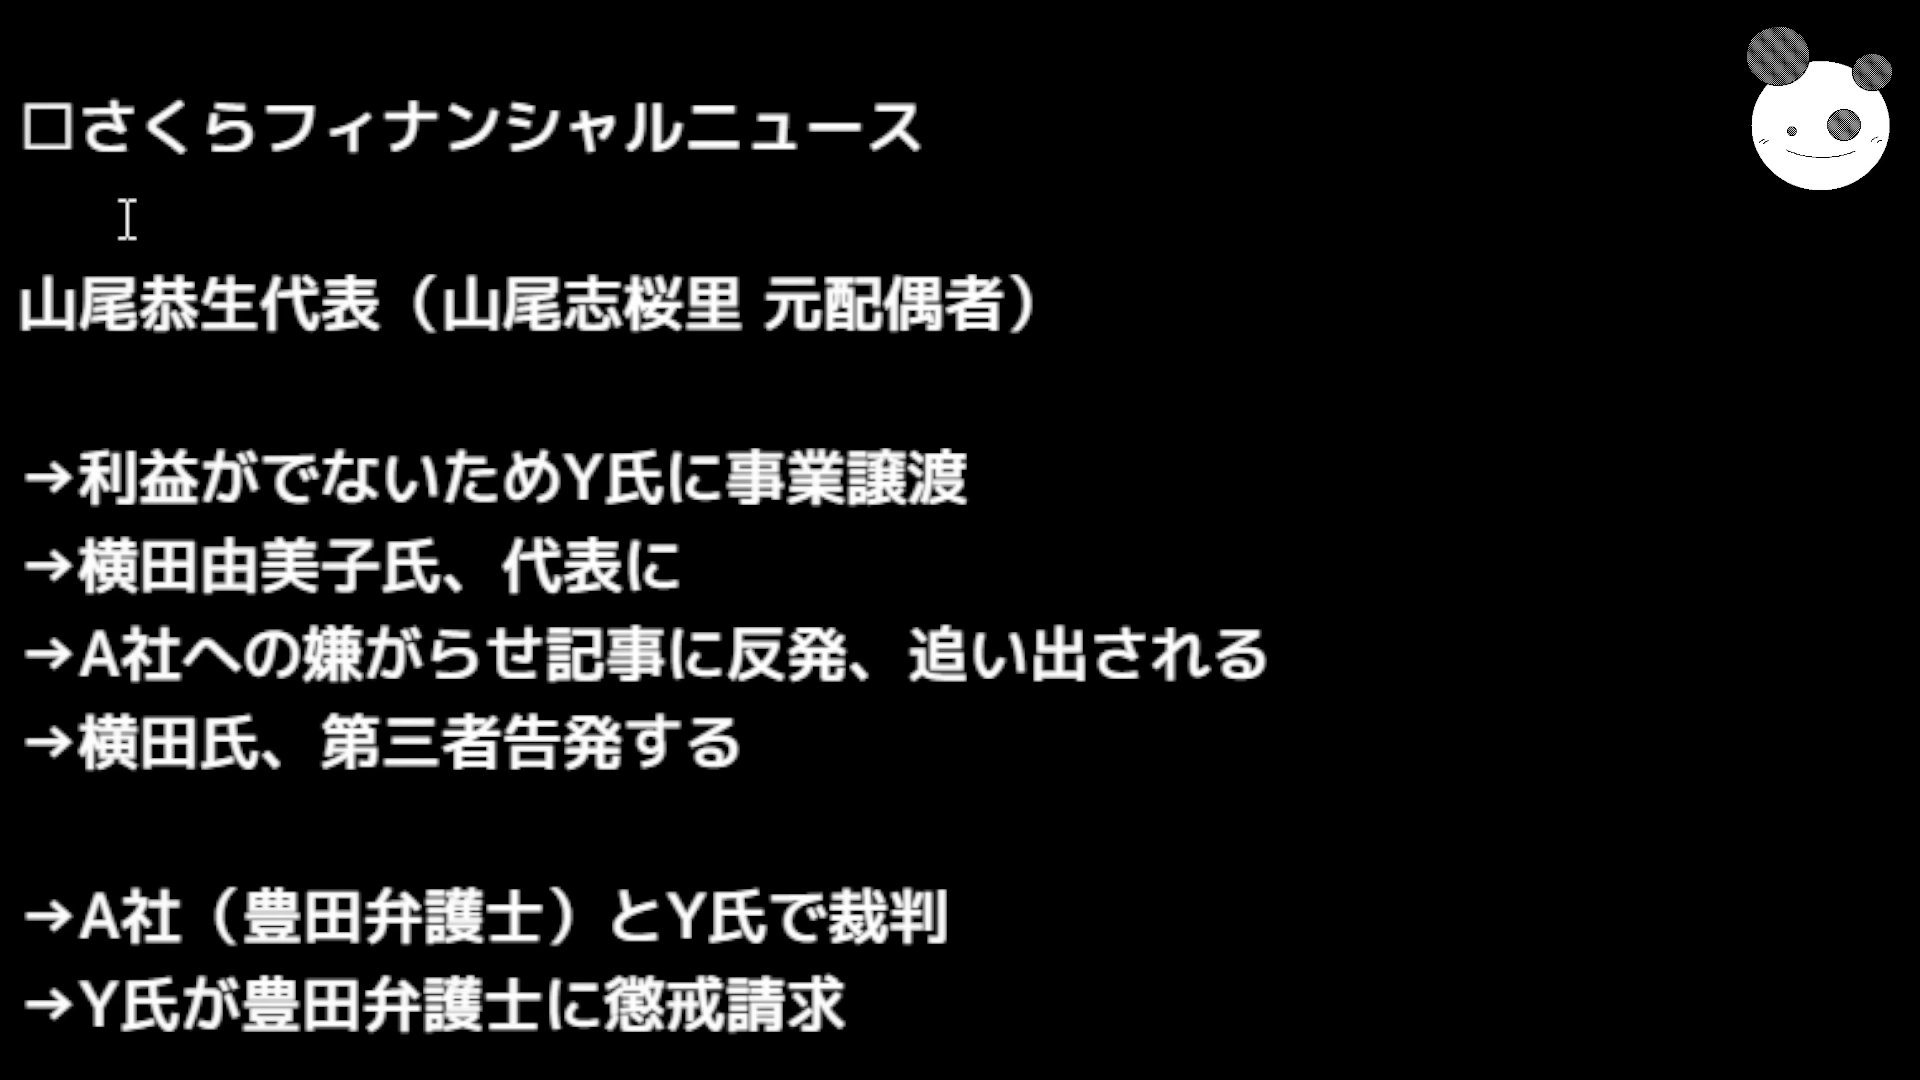 □さくらフィナンシャルニュース
山尾恭生代表（山尾志桜里 元配偶者）
→利益がでないためY氏に事業譲渡
→横田由美子氏、代表に
→A社への嫌がらせ記事に反発、追い出される
→横田氏、第三者告発する
→A社（豊田弁護士）とY氏で裁判
→Y氏が豊田弁護士に懲戒請求